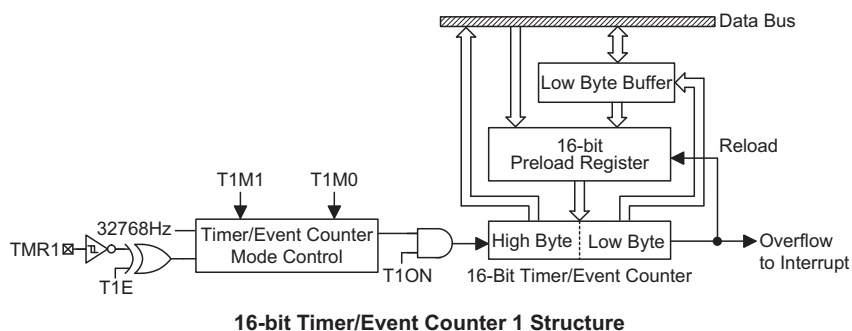 Data Bus
Low Byte Buffer
16-bit
Preload Register
Reload
T1M1
T1M0
32768Hz
TMR1
Timer/Event Counter
Mode Control
T1E
T1ON
High Byte
Low Byte
16-Bit Timer/Event Counter
Overflow
to Interrupt
16-bit Timer/Event Counter 1 Structure